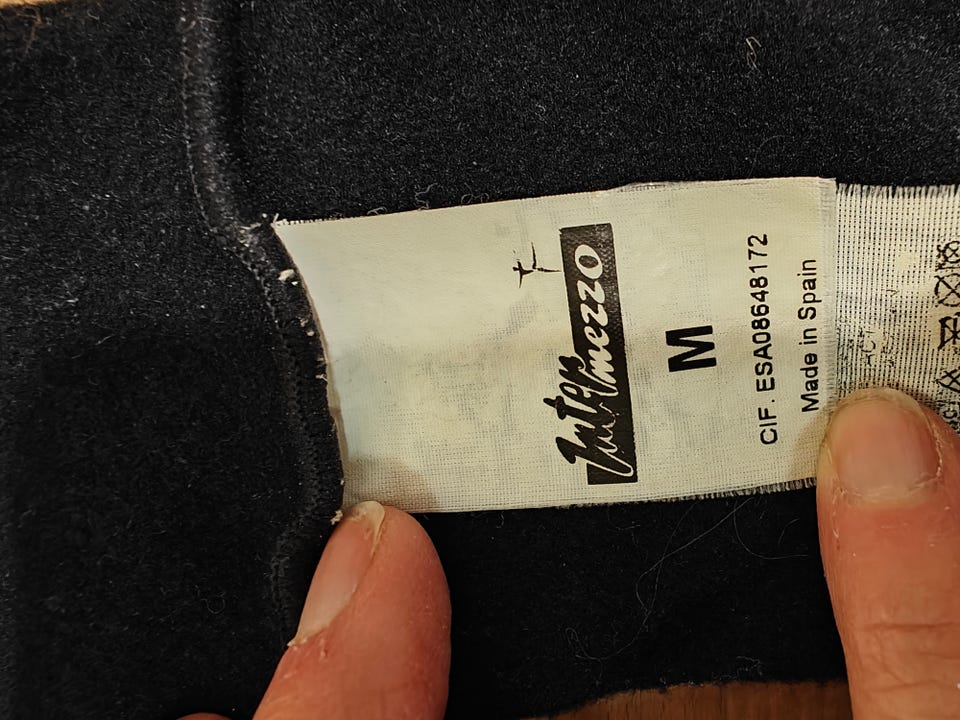 Intermezzo
M
CIF. ESA08648172
Made in Spain